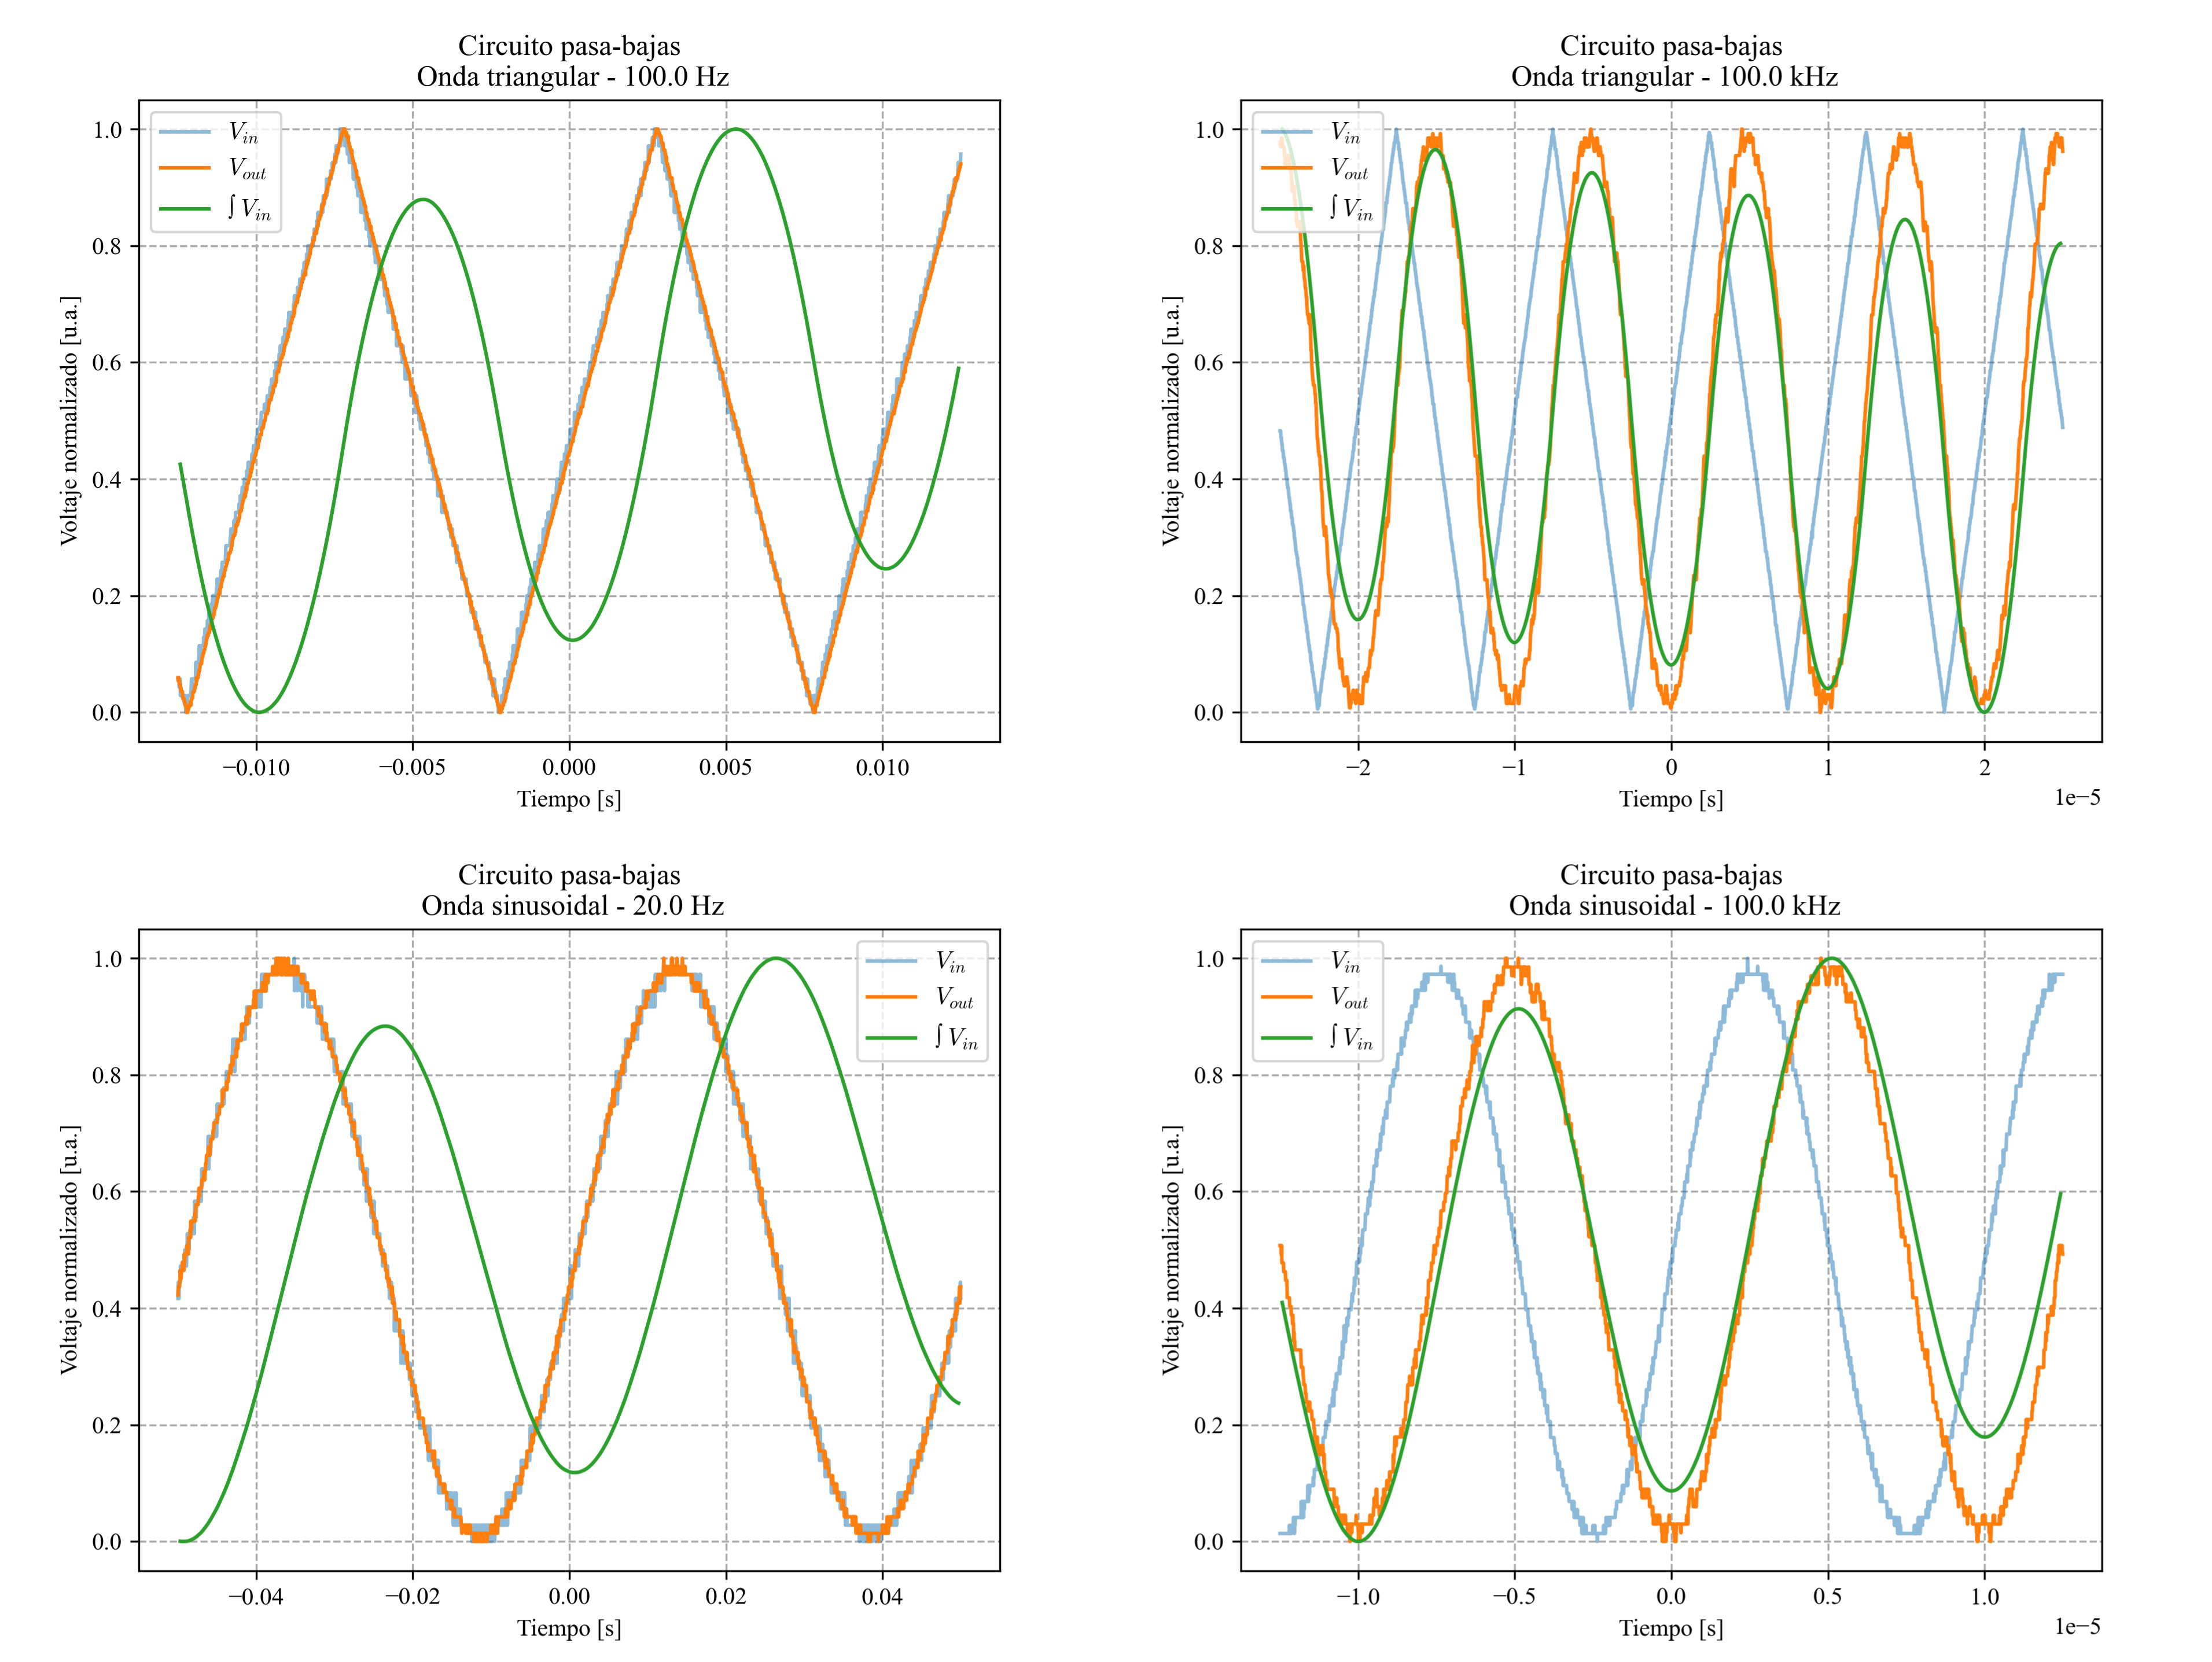 Circuito pasa-bajas
Onda triangular - 100.0 Hz
V_in
V_out
∫ V_in
1.0
0.8
0.6
0.4
0.2
0.0
Voltaje normalizado [u.a.]
−0.010 −0.005 0.000 0.005 0.010
Tiempo [s]
Circuito pasa-bajas
Onda triangular - 100.0 kHz
V_in
V_out
∫ V_in
1.0
0.8
0.6
0.4
0.2
0.0
Voltaje normalizado [u.a.]
−2 −1 0 1 2
Tiempo [s]
1e−5
Circuito pasa-bajas
Onda sinusoidal - 20.0 Hz
V_in
V_out
∫ V_in
1.0
0.8
0.6
0.4
0.2
0.0
Voltaje normalizado [u.a.]
−0.04 −0.02 0.00 0.02 0.04
Tiempo [s]
Circuito pasa-bajas
Onda sinusoidal - 100.0 kHz
V_in
V_out
∫ V_in
1.0
0.8
0.6
0.4
0.2
0.0
Voltaje normalizado [u.a.]
−1.0 −0.5 0.0 0.5 1.0
Tiempo [s]
1e−5